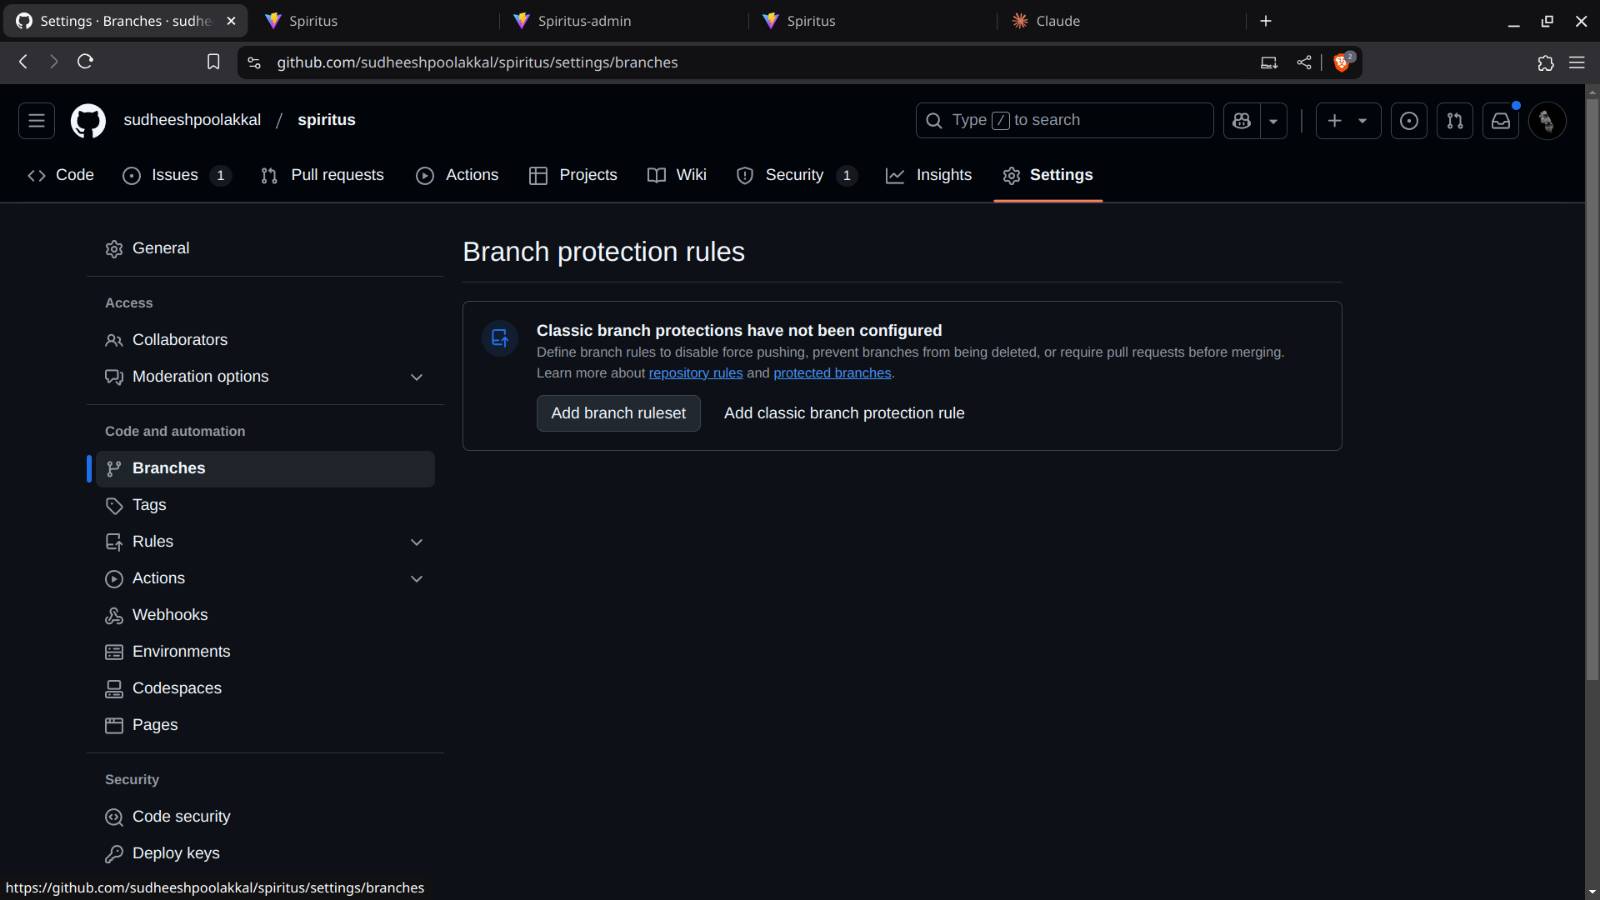 Settings · Branches · sudhe
Spiritus
Spiritus-admin
Spiritus
Claude
github.com/sudheeshpoolakkal/spiritus/settings/branches
2
sudheeshpoolakkal / spiritus
Type / to search
Code
Issues 1
Pull requests
Actions
Projects
Wiki
Security 1
Insights
Settings
General
Access
Collaborators
Moderation options
Code and automation
Branches
Tags
Rules
Actions
Webhooks
Environments
Codespaces
Pages
Security
Code security
Deploy keys
Branch protection rules
Classic branch protections have not been configured
Define branch rules to disable force pushing, prevent branches from being deleted, or require pull requests before merging.
Learn more about repository rules and protected branches.
Add branch ruleset
Add classic branch protection rule
https://github.com/sudheeshpoolakkal/spiritus/settings/branches